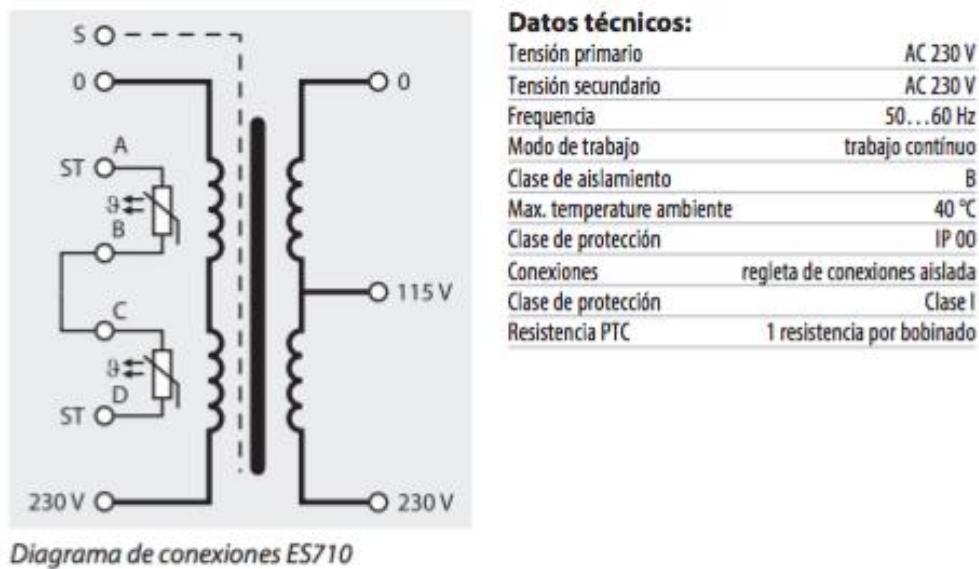 S
0
0
A
ST
ϑ
B
115 V
C
ϑ
D
ST
230 V
230 V
Diagrama de conexiones ES710
Datos técnicos:
Tensión primario AC 230 V
Tensión secundario AC 230 V
Frequencia 50...60 Hz
Modo de trabajo trabajo contínuo
Clase de aislamiento B
Max. temperature ambiente 40 °C
Clase de protección IP 00
Conexiones regleta de conexiones aislada
Clase de protección Clase I
Resistencia PTC 1 resistencia por bobinado